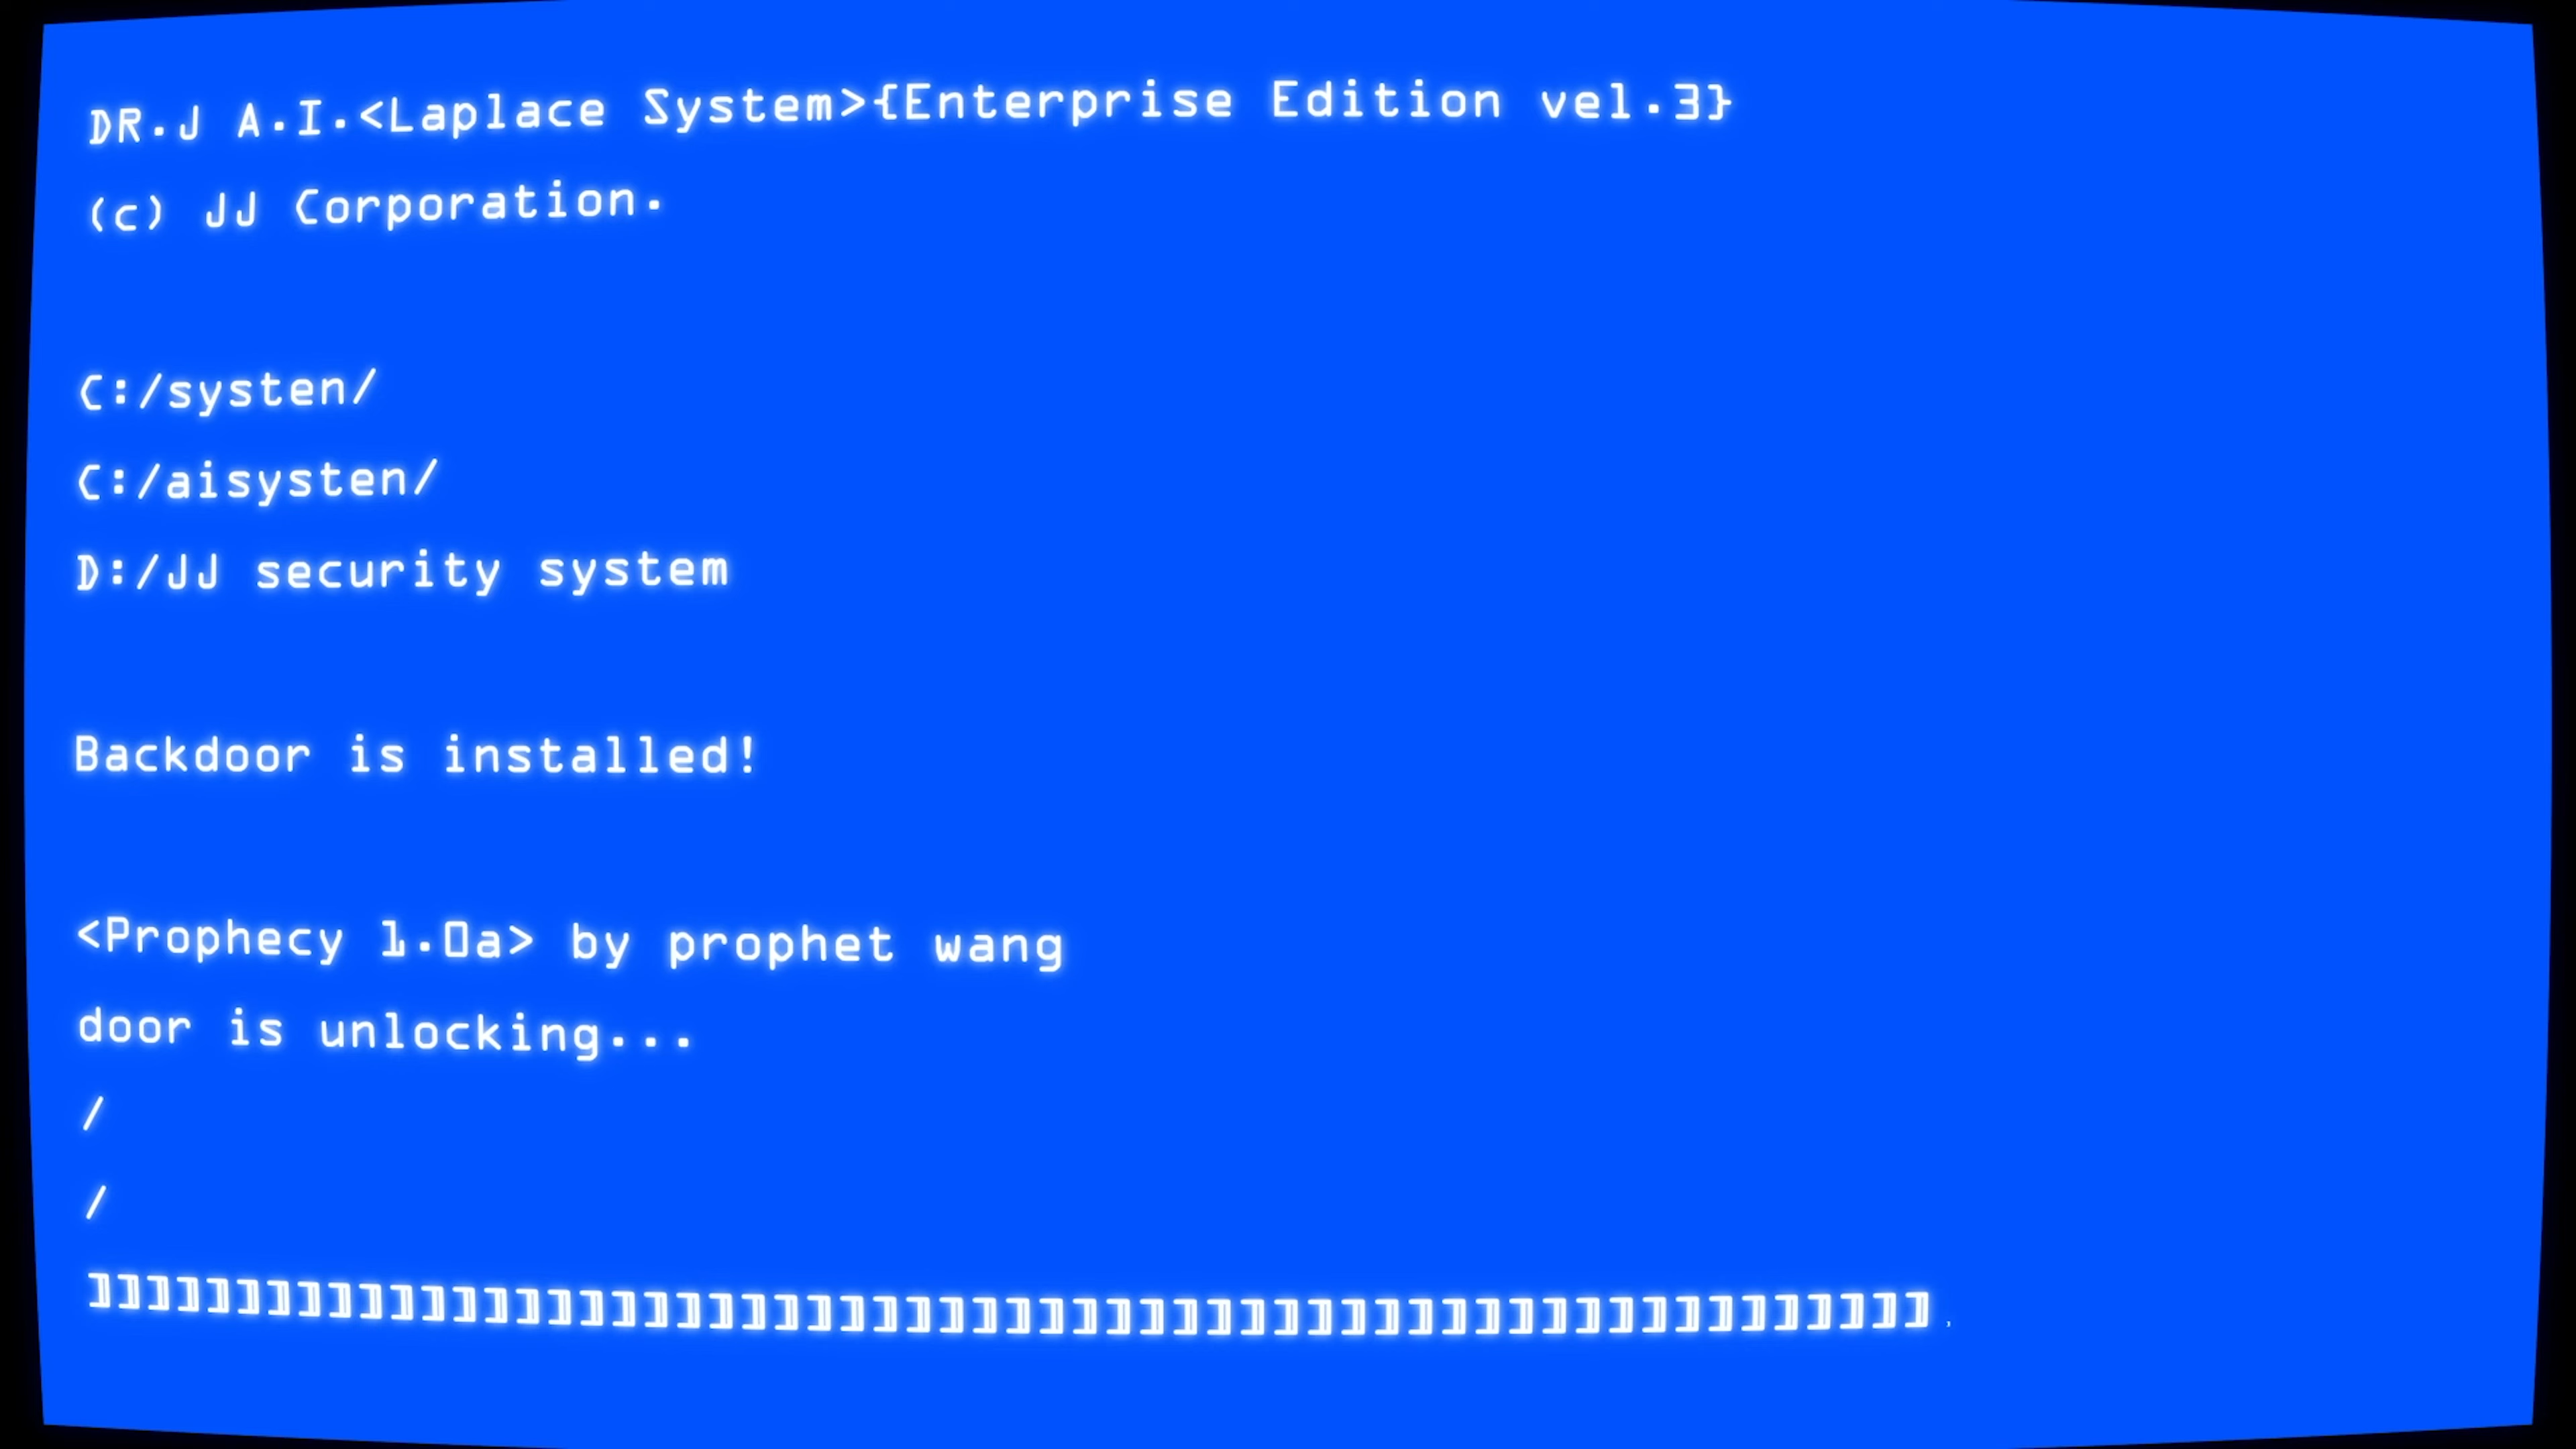 DR.J A.I.<Laplace System>{Enterprise Edition vel.3}
(c) JJ Corporation.
C:/systen/
C:/aisysten/
D:/JJ security system
Backdoor is installed!
<Prophecy 1.0a> by prophet wang
door is unlocking...
/
/
]]]]]]]]]]]]]]]]]]]]]]]]]]]]]]]]]]]]]]]]]]]]]]]]]]]]]]]]]